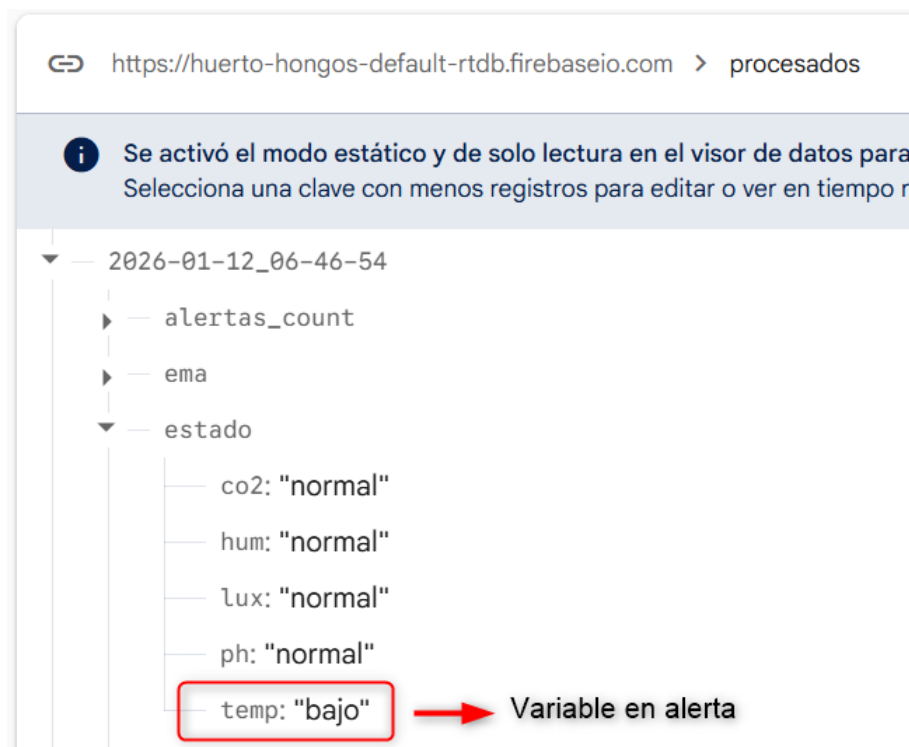 https://huerto-hongos-default-rtdb.firebaseio.com > procesados
Se activó el modo estático y de solo lectura en el visor de datos para
Selecciona una clave con menos registros para editar o ver en tiempo r
2026-01-12_06-46-54
alertas_count
ema
estado
co2: "normal"
hum: "normal"
lux: "normal"
ph: "normal"
temp: "bajo" Variable en alerta